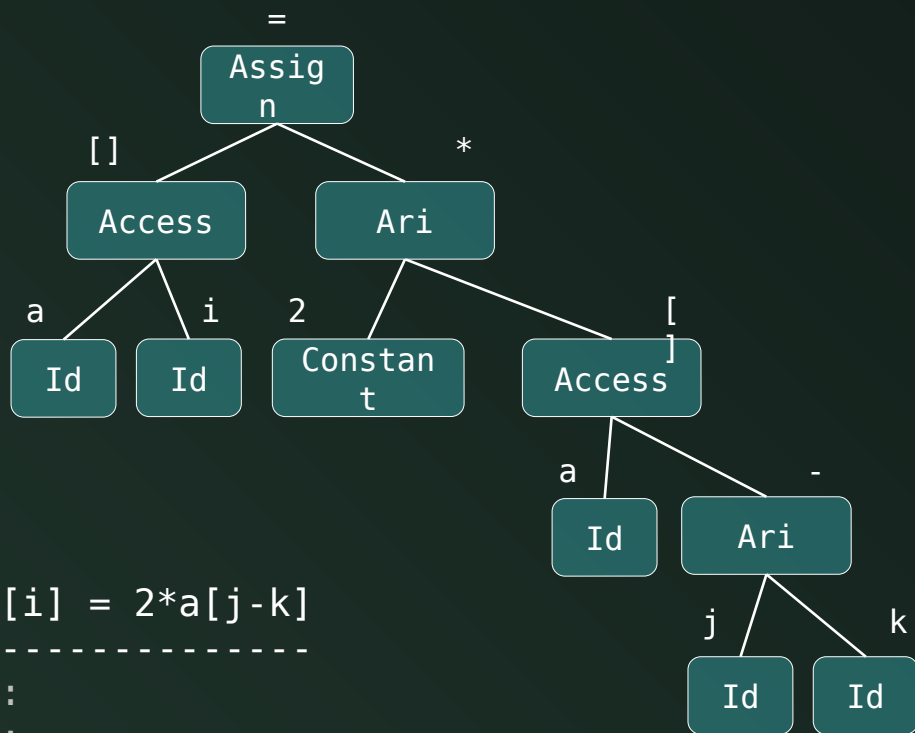 =
Assig
n
[]
*
Access
Ari
a
i
2
[
]
Id
Id
Constan
t
Access
a
-
Id
Ari
[i] = 2*a[j-k]
--------------
j
k
:
Id
Id